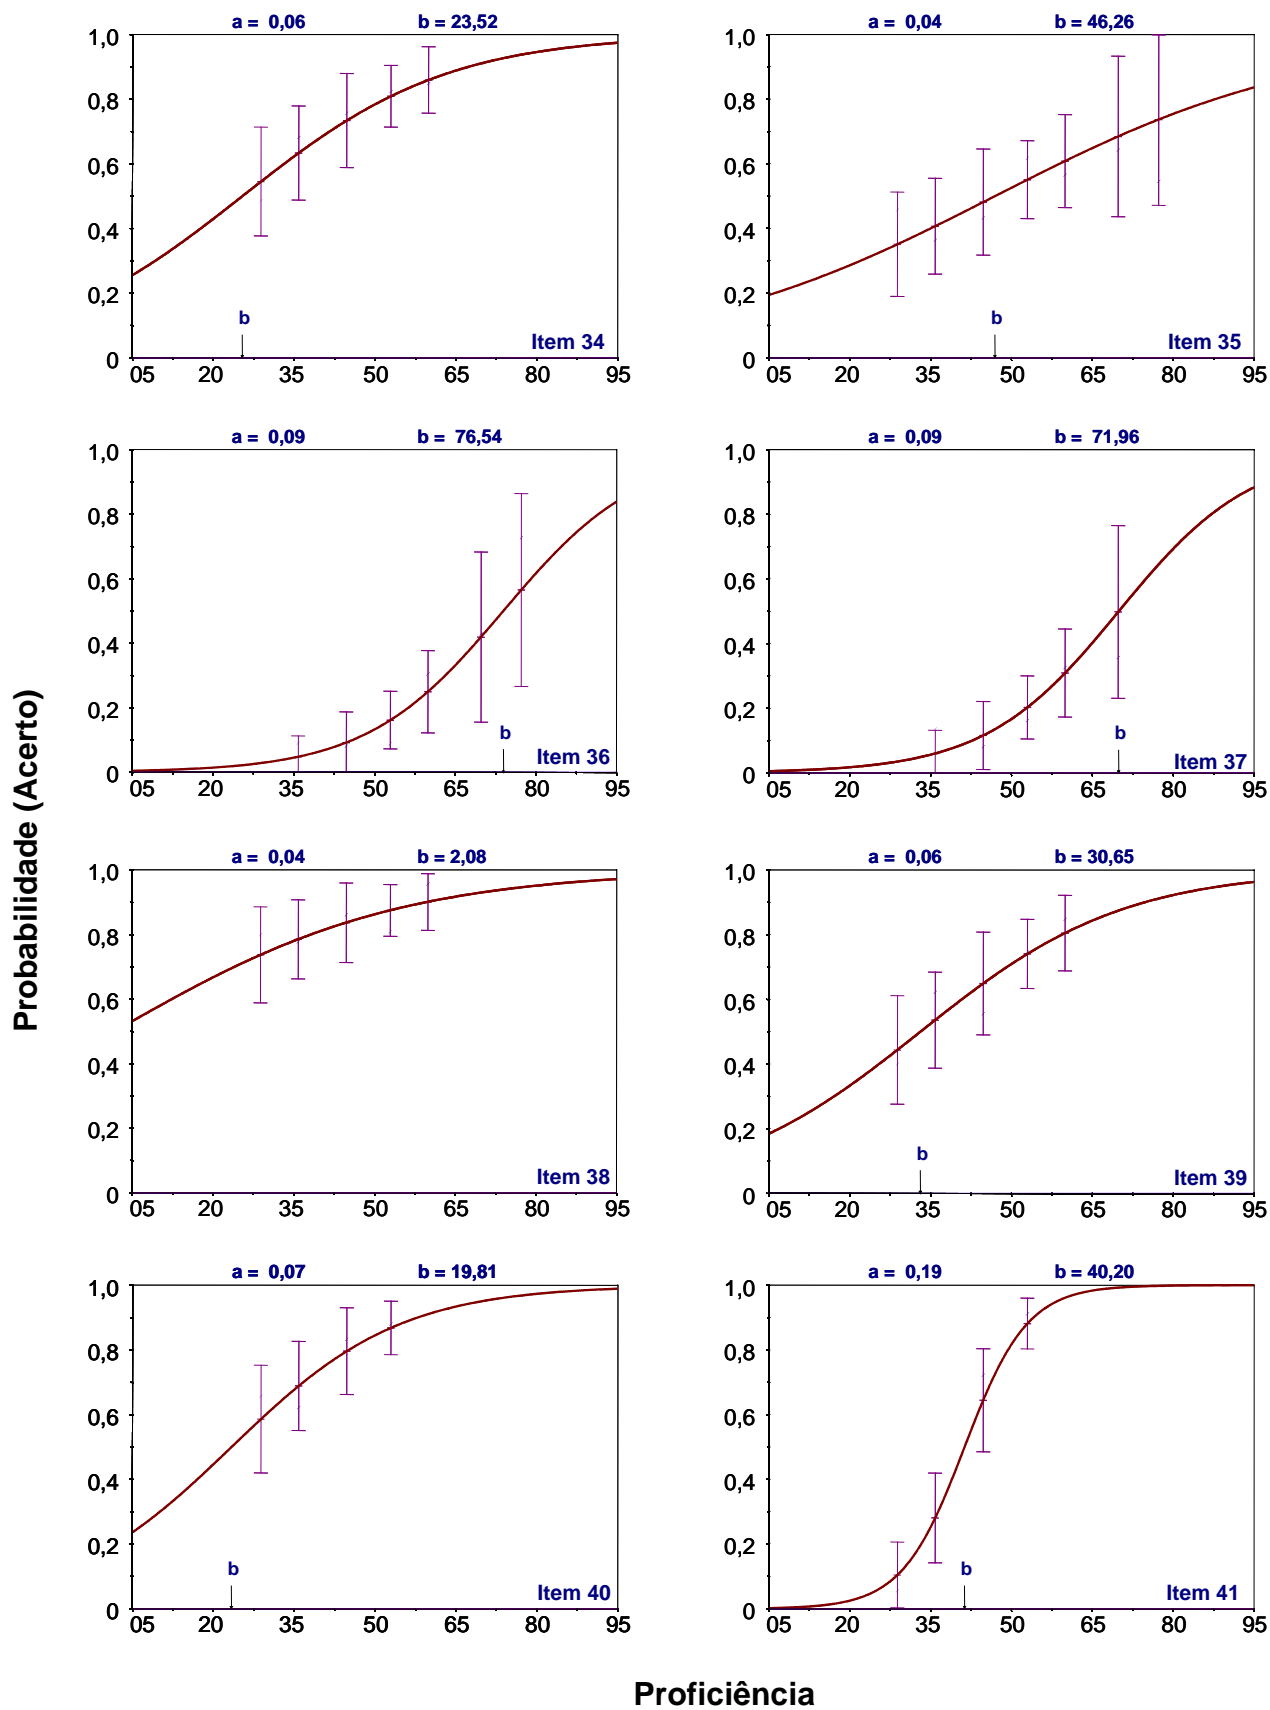 a = 0,06 b = 23,52
1,0
0,8
0,6
0,4
0,2
0
b
Item 34
05 20 35 50 65 80 95
a = 0,04 b = 46,26
1,0
0,8
0,6
0,4
0,2
0
b
Item 35
05 20 35 50 65 80 95
a = 0,09 b = 76,54
1,0
0,8
0,6
0,4
0,2
0
b
Item 36
05 20 35 50 65 80 95
a = 0,09 b = 71,96
1,0
0,8
0,6
0,4
0,2
0
b
Item 37
05 20 35 50 65 80 95
a = 0,04 b = 2,08
1,0
0,8
0,6
0,4
0,2
0
Item 38
05 20 35 50 65 80 95
a = 0,06 b = 30,65
1,0
0,8
0,6
0,4
0,2
0
b
Item 39
05 20 35 50 65 80 95
a = 0,07 b = 19,81
1,0
0,8
0,6
0,4
0,2
0
b
Item 40
05 20 35 50 65 80 95
a = 0,19 b = 40,20
1,0
0,8
0,6
0,4
0,2
0
b
Item 41
05 20 35 50 65 80 95
Probabilidade (Acerto)
Proficiência